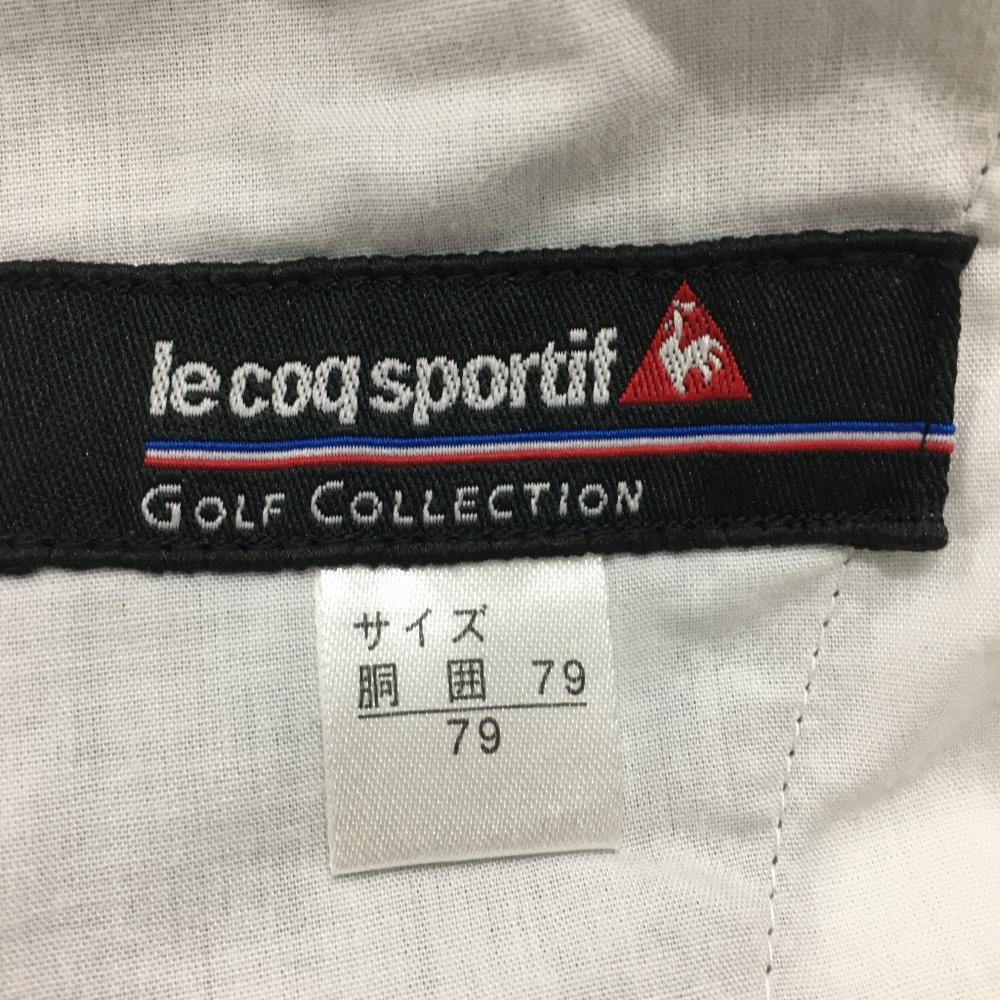 le coq sportif
GOLF COLLECTION
サイズ
胴 囲 79
79